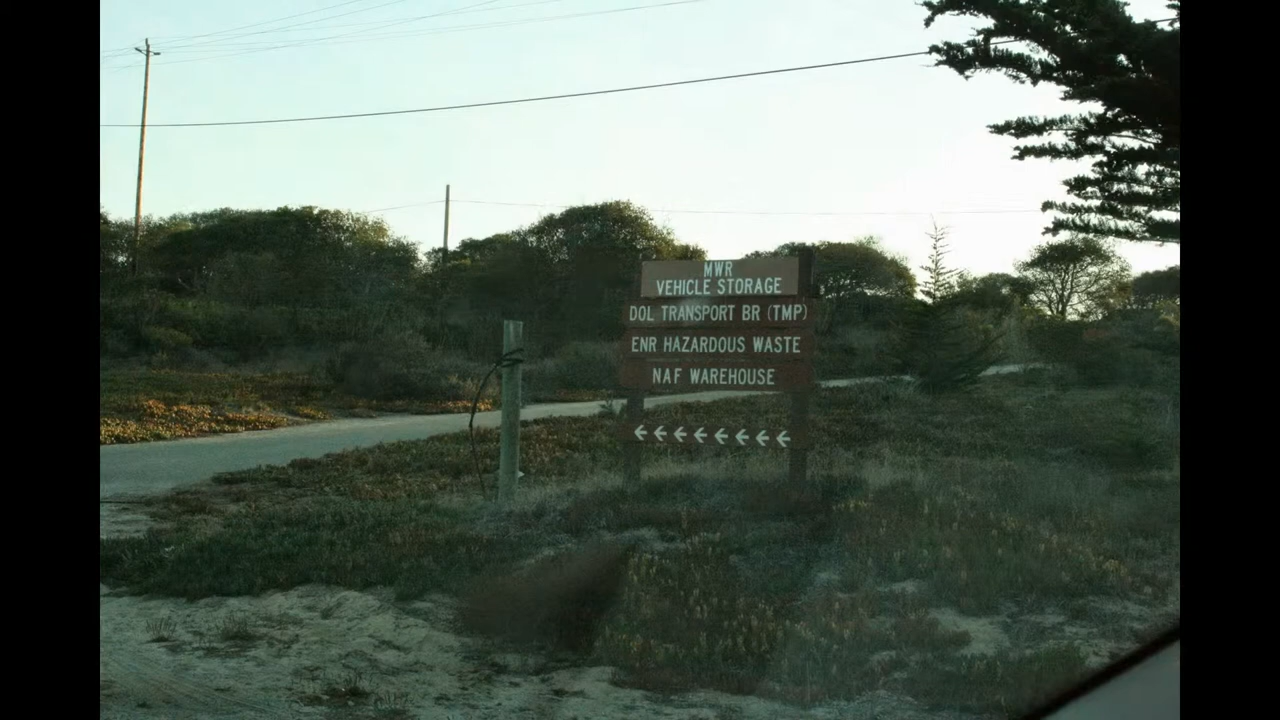 MWR
VEHICLE STORAGE
DOL TRANSPORT BR (TMP)
ENR HAZARDOUS WASTE
NAF WAREHOUSE